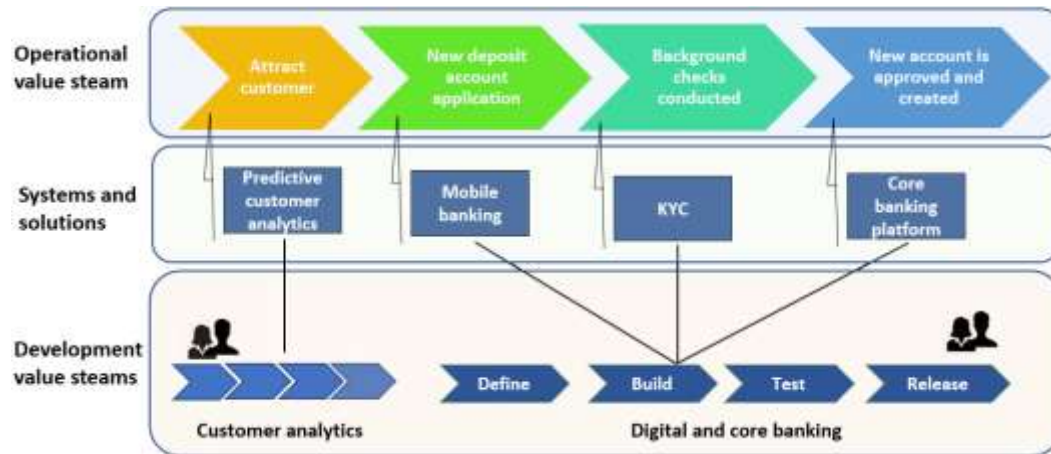 Operational
value steam
Attract
customer
New deposit
account
application
Background
checks
conducted
New account is
approved and
created
Systems and
solutions
Predictive
customer
analytics
Mobile
banking
KYC
Core
banking
platform
Development
value steams
Define
Build
Test
Release
Customer analytics
Digital and core banking